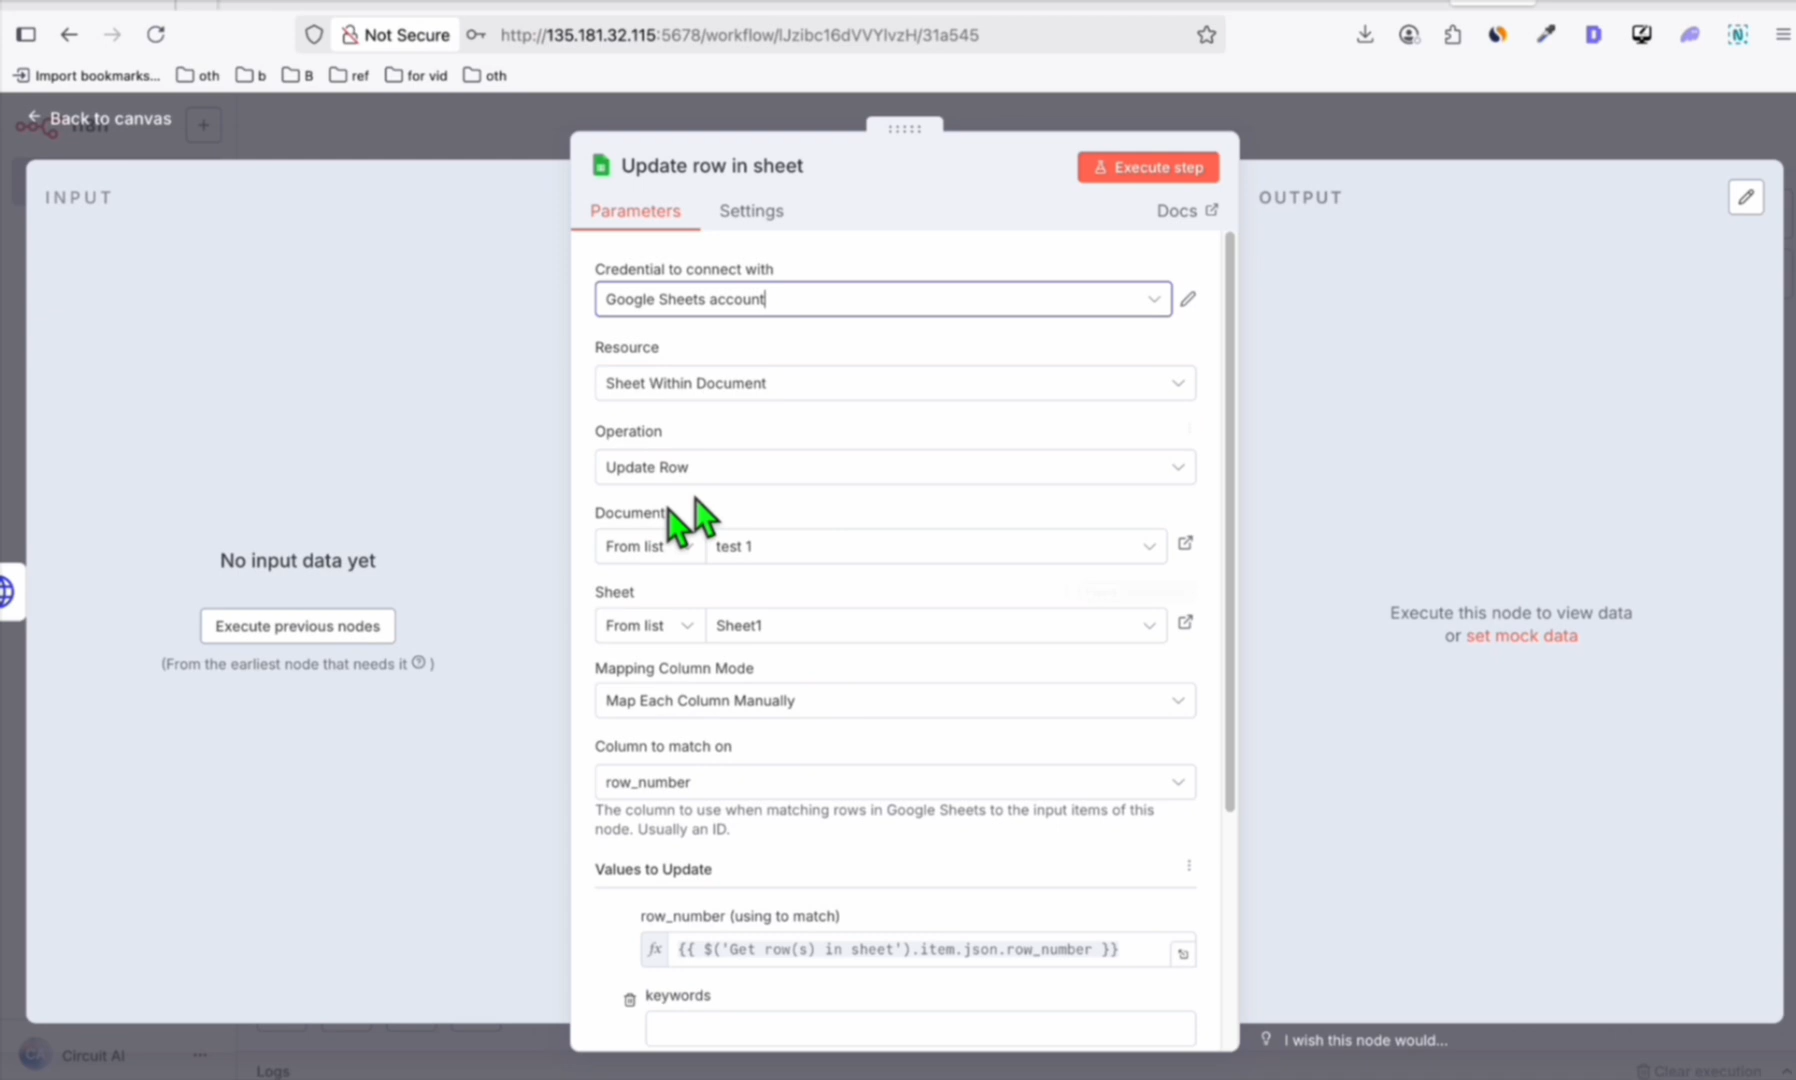 Not Secure
http://135.181.32.115:5678/workflow/lJzibc16dVVYlvzH/31a545
Import bookmarks...
oth
b
B
ref
for vid
oth
Back to canvas
INPUT
Update row in sheet
Execute step
OUTPUT
Parameters
Settings
Docs
Credential to connect with
Google Sheets account
Resource
Sheet Within Document
Operation
Update Row
Document
From list
test 1
No input data yet
Sheet
From list
Sheet1
Execute previous nodes
(From the earliest node that needs it ? )
Execute this node to view data
or set mock data
Mapping Column Mode
Map Each Column Manually
Column to match on
row_number
The column to use when matching rows in Google Sheets to the input items of this
node. Usually an ID.
Values to Update
row_number (using to match)
fx {{ $('Get row(s) in sheet').item.json.row_number }}
keywords
I wish this node would...
CA
Circuit AI
Logs
Clear execution